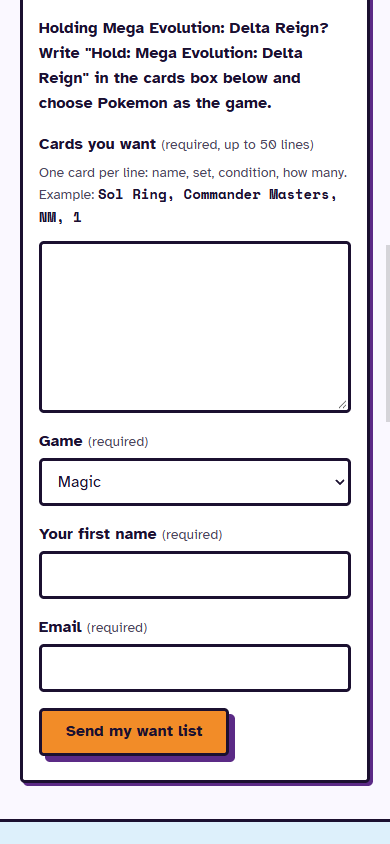 Holding Mega Evolution: Delta Reign?
Write "Hold: Mega Evolution: Delta
Reign" in the cards box below and
choose Pokemon as the game.
Cards you want (required, up to 50 lines)
One card per line: name, set, condition, how many.
Example: Sol Ring, Commander Masters,
NM, 1
Game (required)
Magic
Your first name (required)
Email (required)
Send my want list